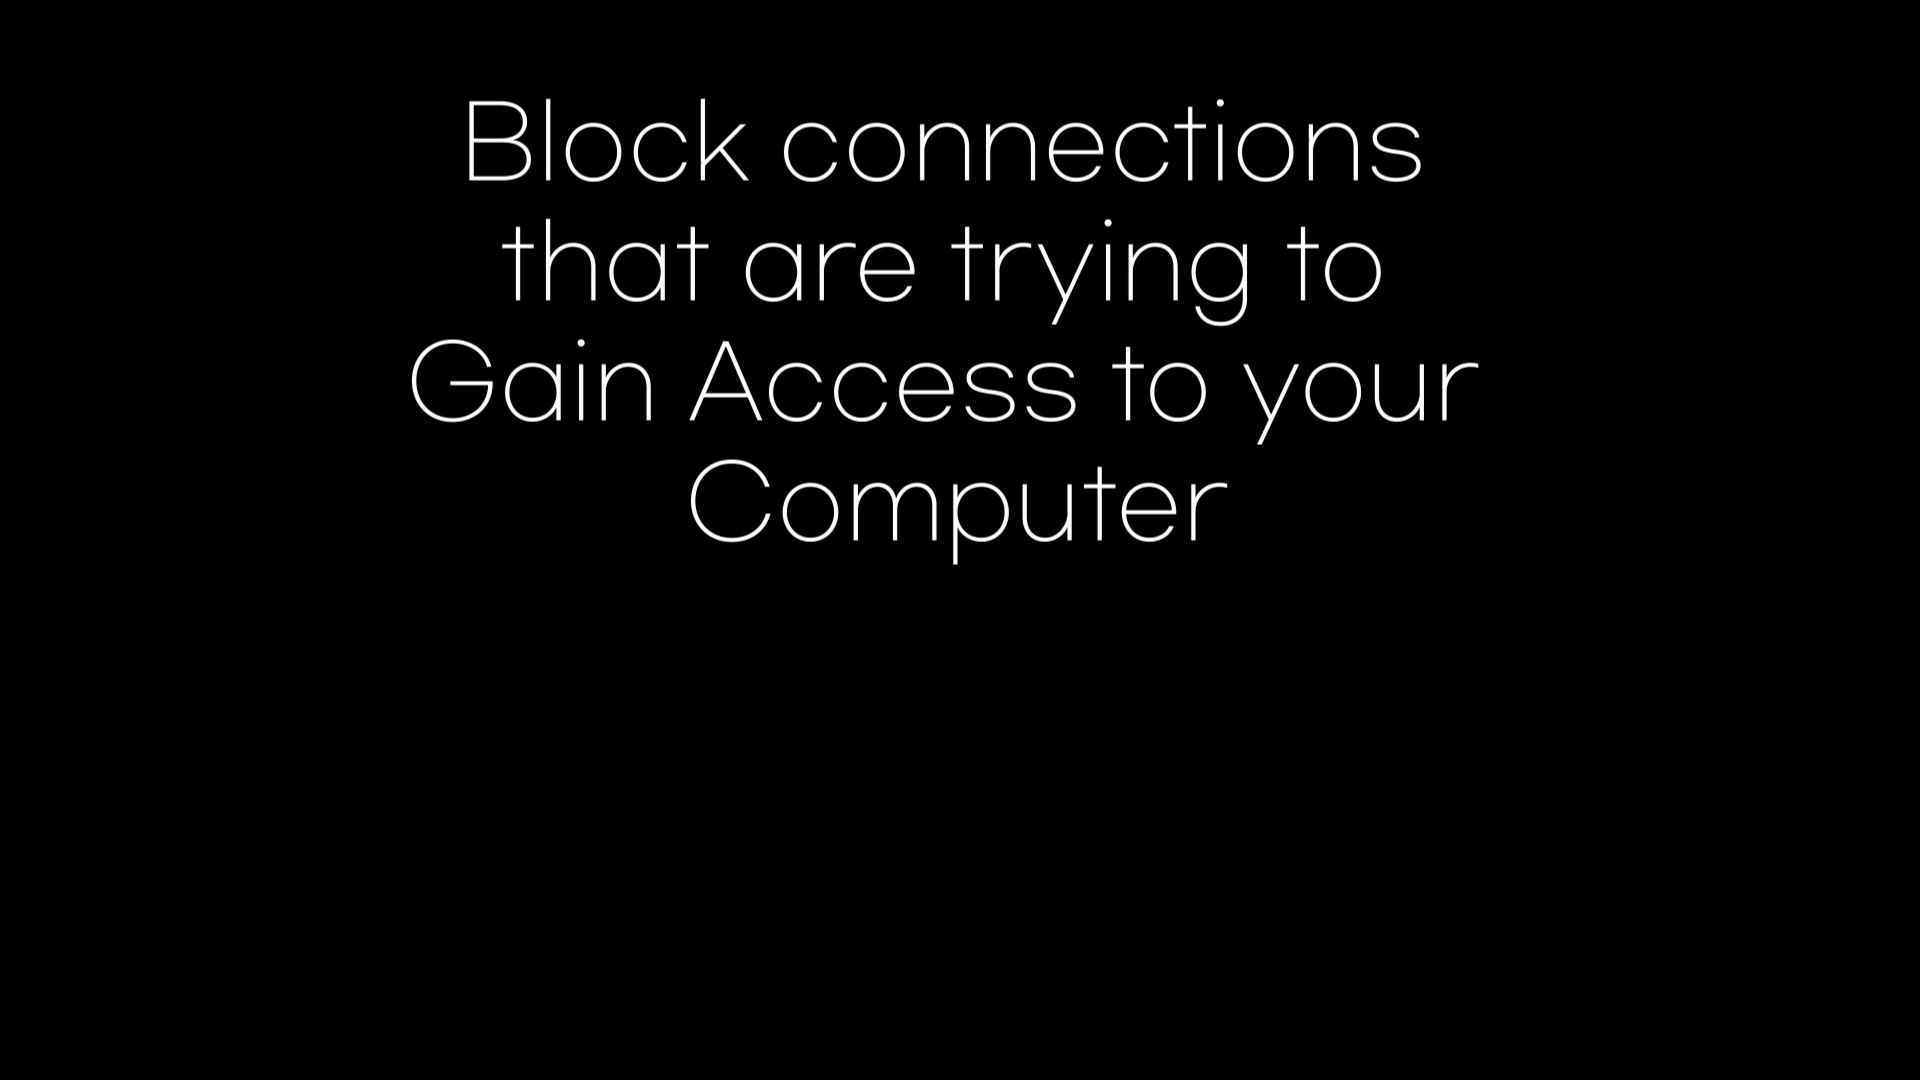 Block connections
that are trying to
Gain Access to your
Computer